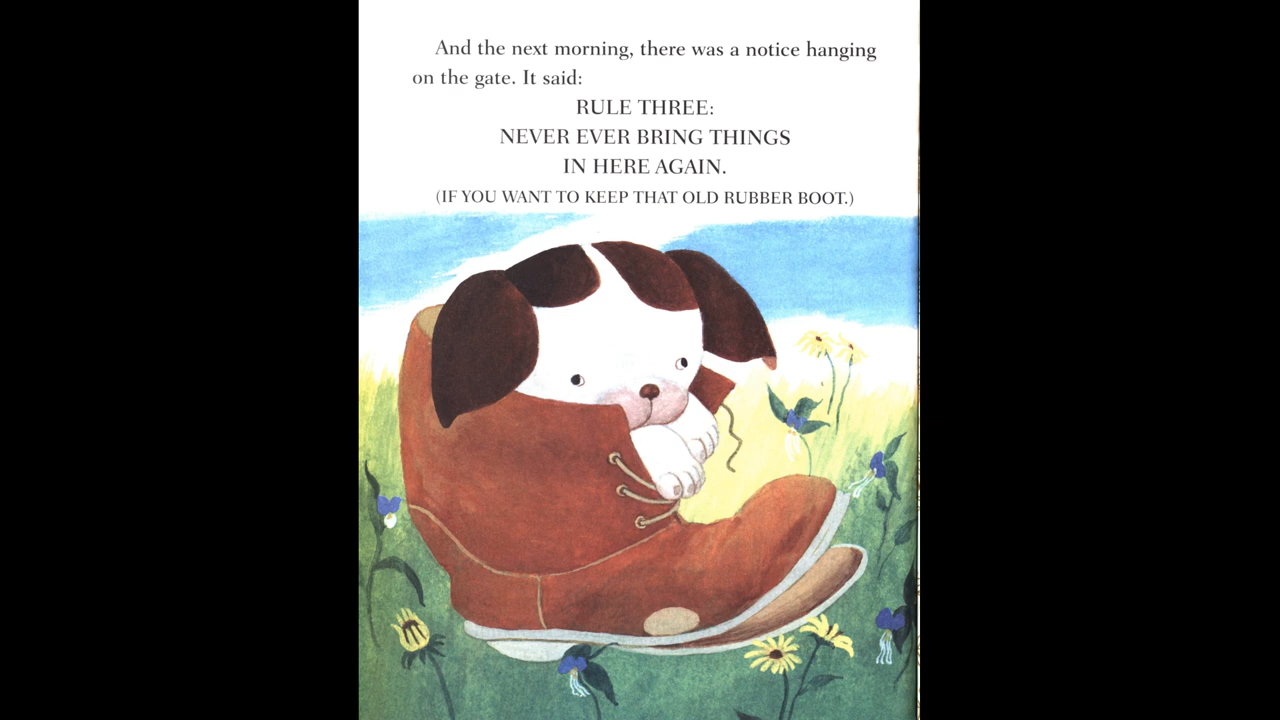 And the next morning, there was a notice hanging
on the gate. It said:
RULE THREE:
NEVER EVER BRING THINGS
IN HERE AGAIN.
(IF YOU WANT TO KEEP THAT OLD RUBBER BOOT.)